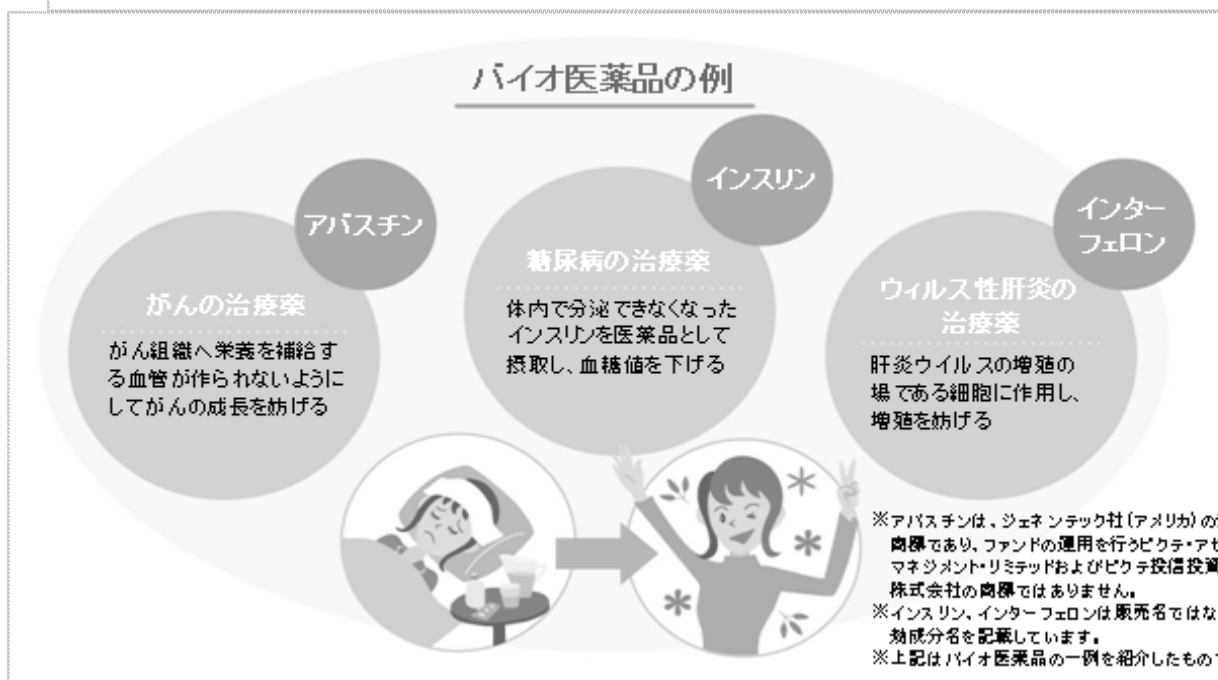 バイオ医薬品の例
アバスチン
がんの治療薬
がん組織へ栄養を補給す
る血管が作られないように
してがんの成長を妨げる
インスリン
糖尿病の治療薬
体内で分泌できなくなった
インスリンを医薬品として
摂取し、血糖値を下げる
インター
フェロン
ウィルス性肝炎の
治療薬
肝炎ウイルスの増殖の
場である細胞に作用し、
増殖を妨げる
※アバスチンは、ジェネンテック社(アメリカ)の
商標であり、ファンドの運用を行うピクテ・アセ
マネジメント・リミテッドおよびピクテ投信投資
株式会社の商標ではありません。
※インスリン、インターフェロンは販売名ではな
効成分名を記載しています。
※上記はバイオ医薬品の一例を紹介したもので